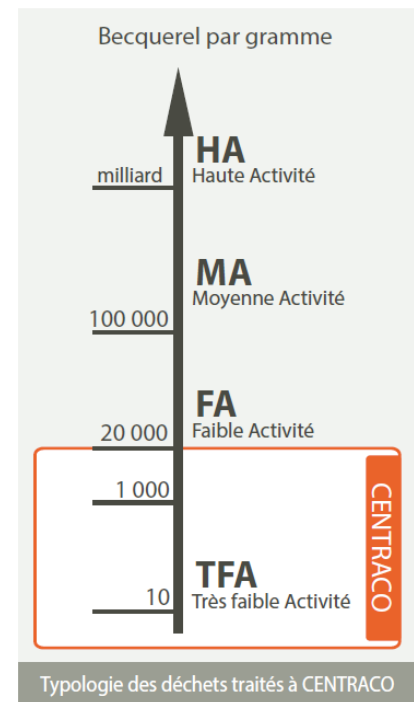 Becquerel par gramme
HA
milliard
Haute Activité
MA
Moyenne Activité
100 000
FA
20 000
Faible Activité
1 000
CENTRACO
TFA
10
Très faible Activité
Typologie des déchets traités à CENTRACO